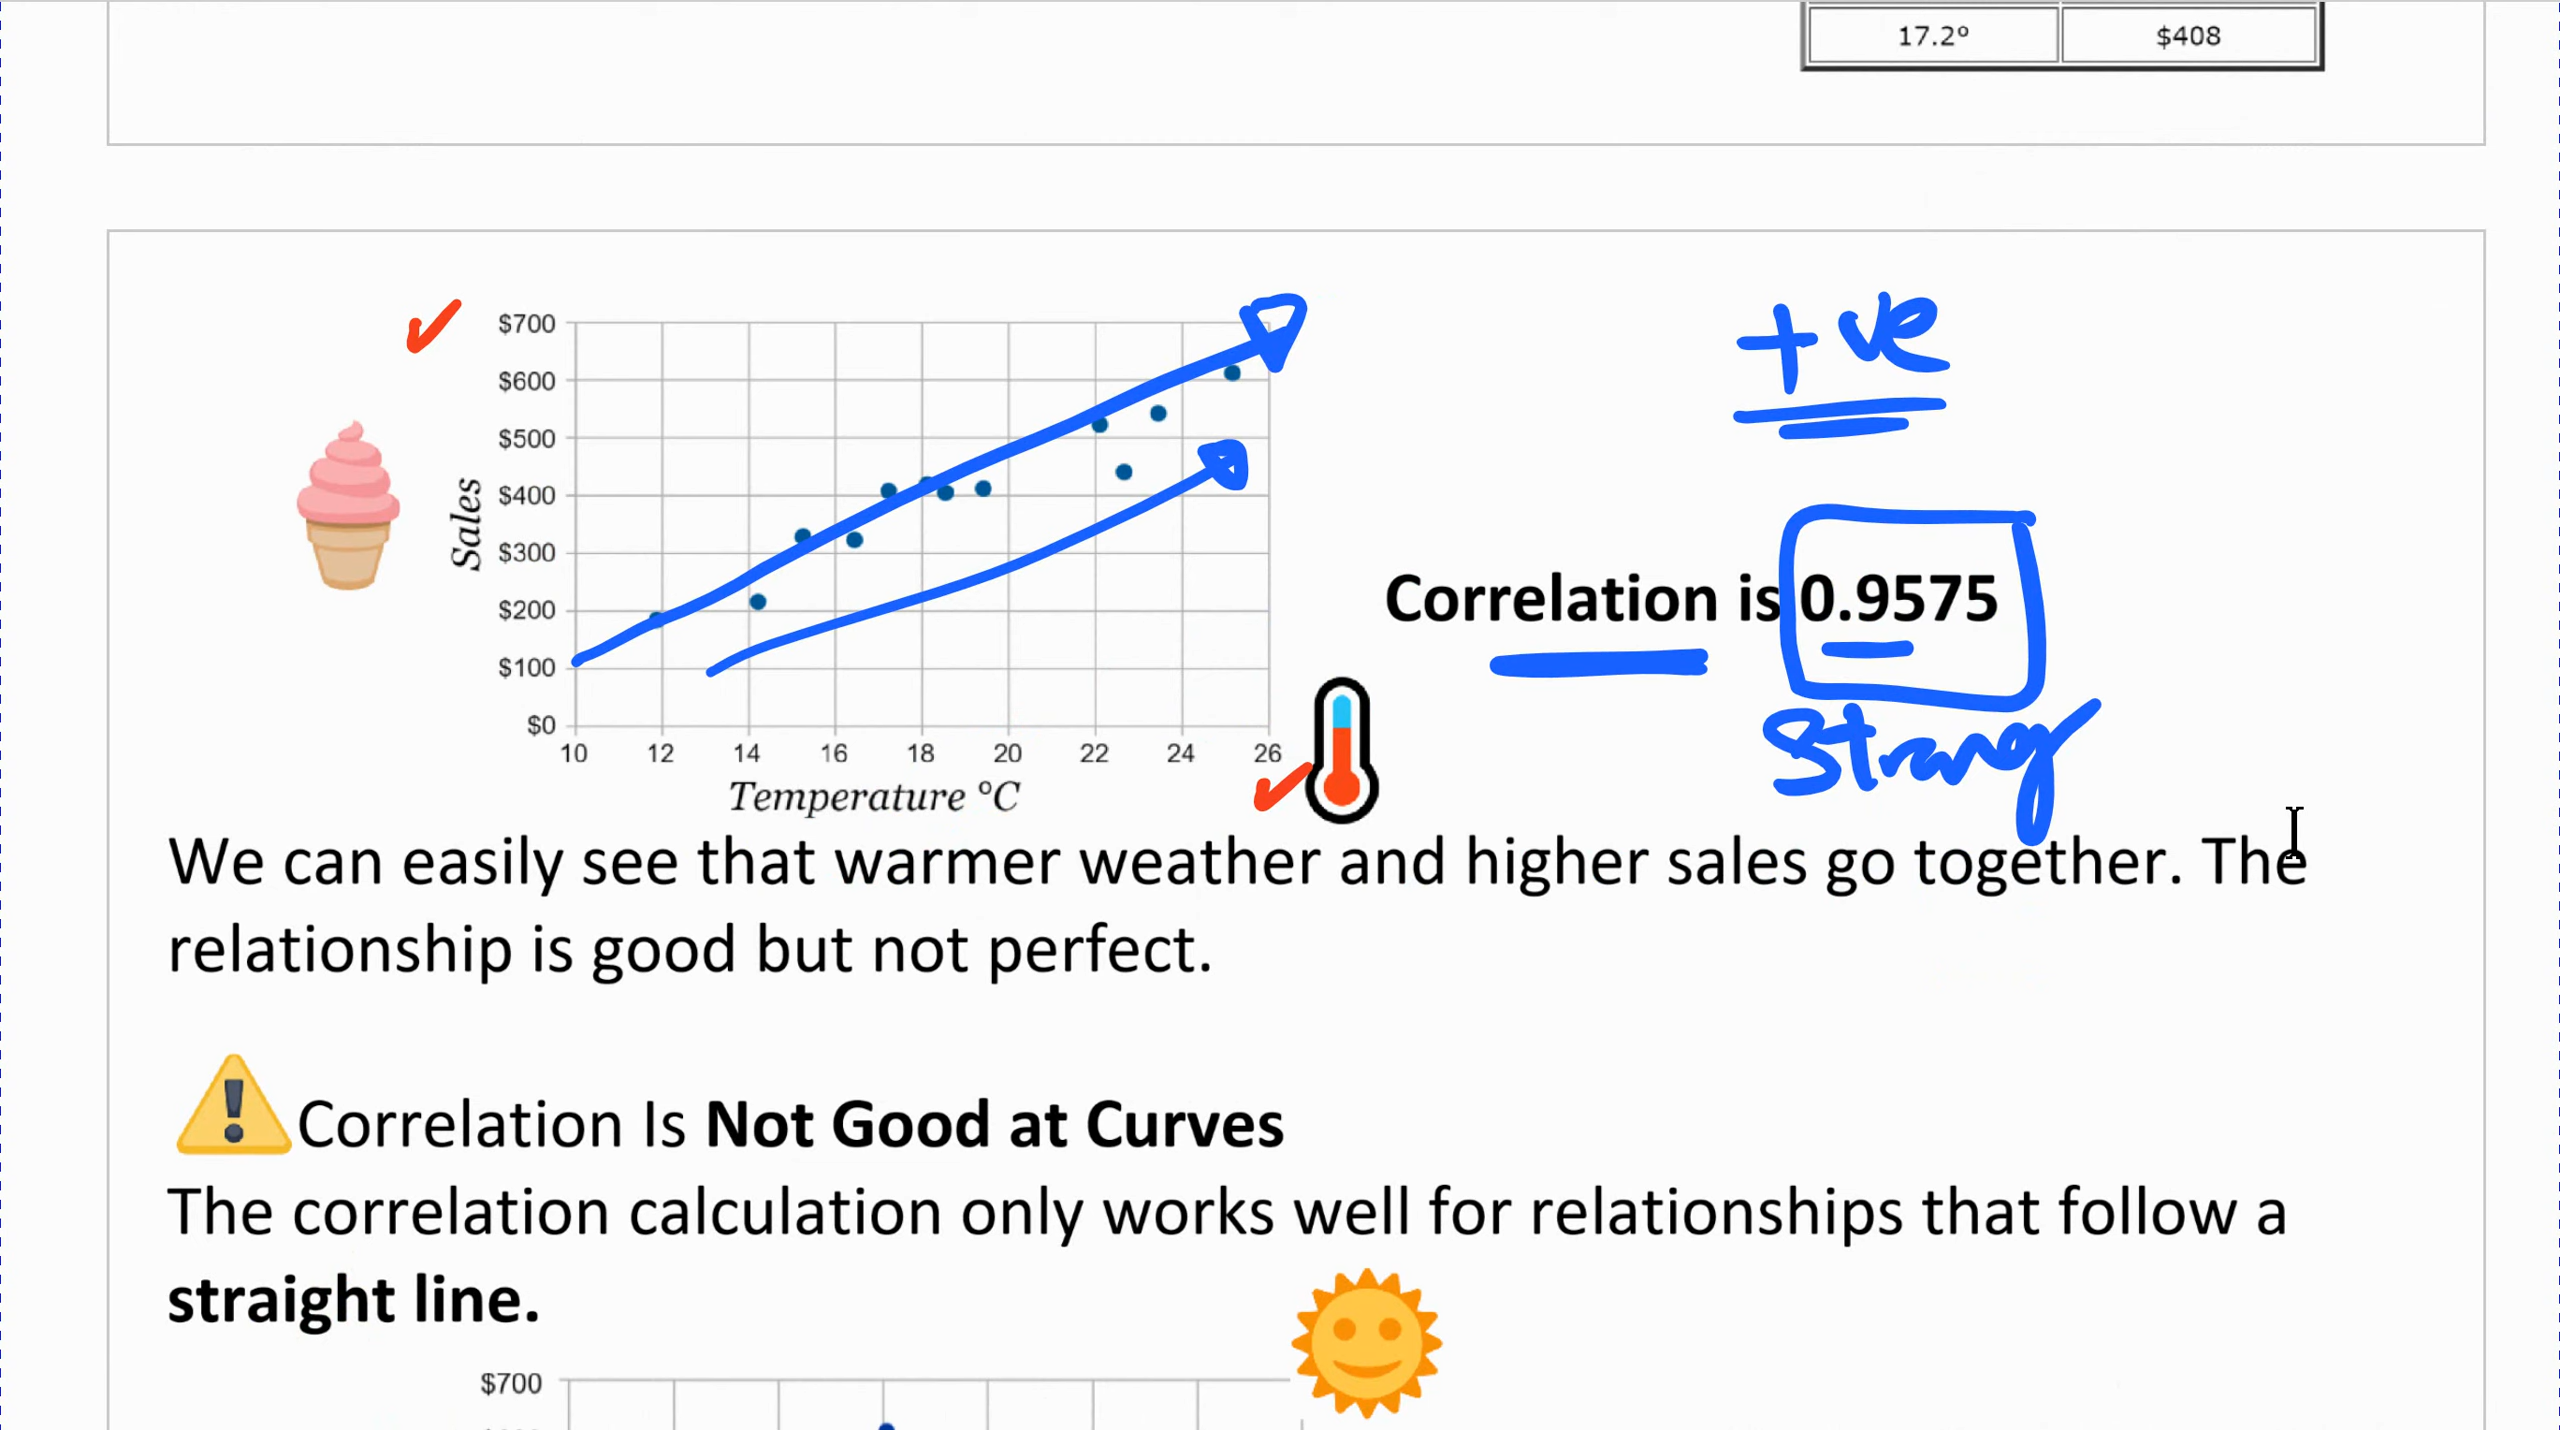 17.2º $408
+ve
$700
$600
$500
$400
$300
$200
$100
$0
Sales
10 12 14 16 18 20 22 24 26
Temperature °C
Correlation is 0.9575
Strong
We can easily see that warmer weather and higher sales go together. The
relationship is good but not perfect.
Correlation Is Not Good at Curves
The correlation calculation only works well for relationships that follow a
straight line.
$700